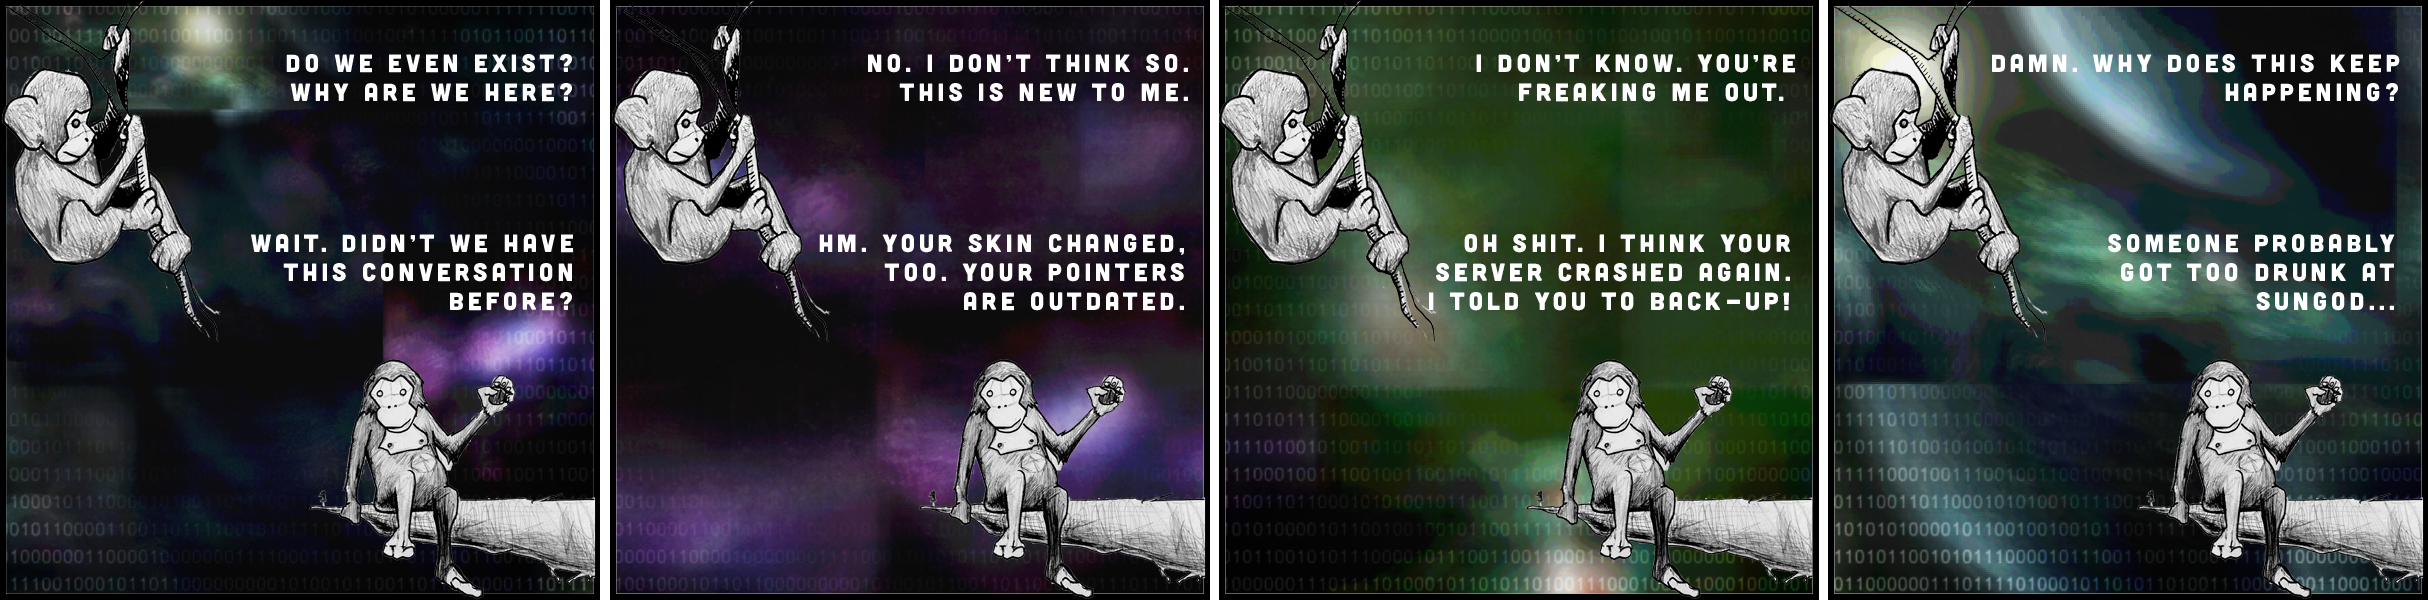 DO WE EVEN EXIST?
WHY ARE WE HERE?
WAIT. DIDN'T WE HAVE
THIS CONVERSATION
BEFORE?
NO. I DON'T THINK SO.
THIS IS NEW TO ME.
HM. YOUR SKIN CHANGED,
TOO. YOUR POINTERS
ARE OUTDATED.
I DON'T KNOW. YOU'RE
FREAKING ME OUT.
OH SHIT. I THINK YOUR
SERVER CRASHED AGAIN.
I TOLD YOU TO BACK-UP!
DAMN. WHY DOES THIS KEEP
HAPPENING?
SOMEONE PROBABLY
GOT TOO DRUNK AT
SUNGOD...